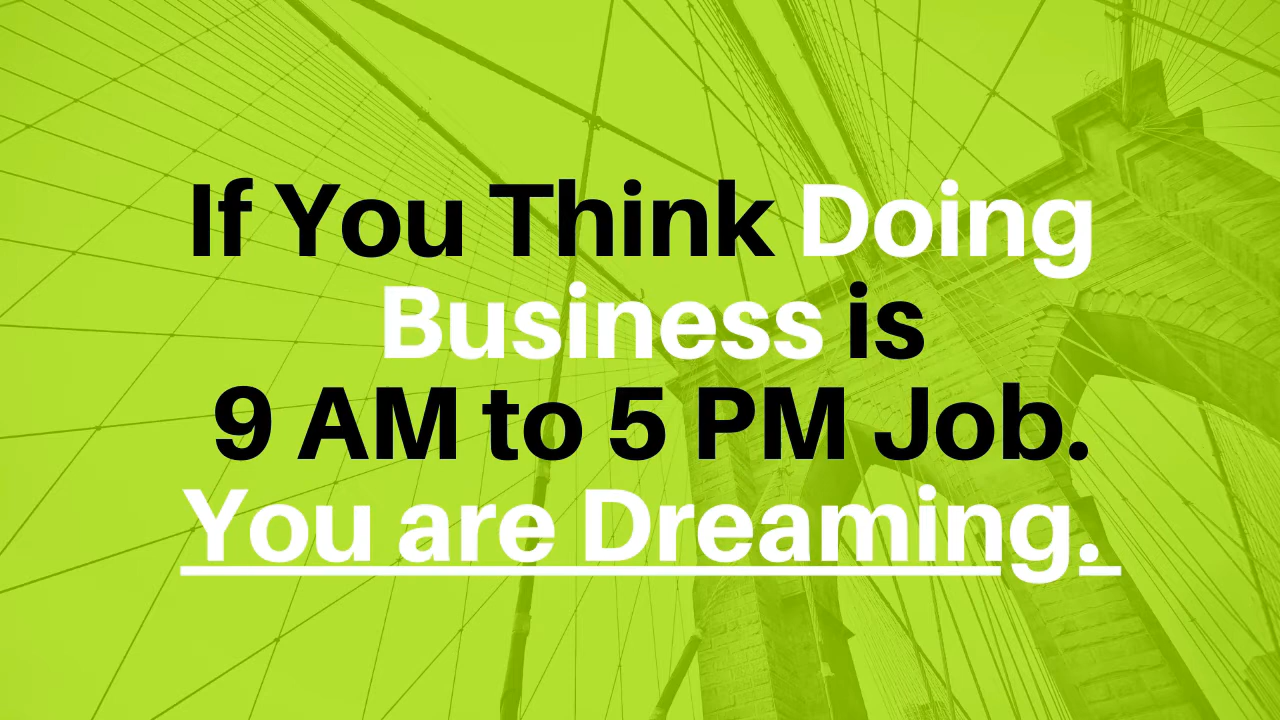 If You Think Doing
Business is
9 AM to 5 PM Job.
You are Dreaming.